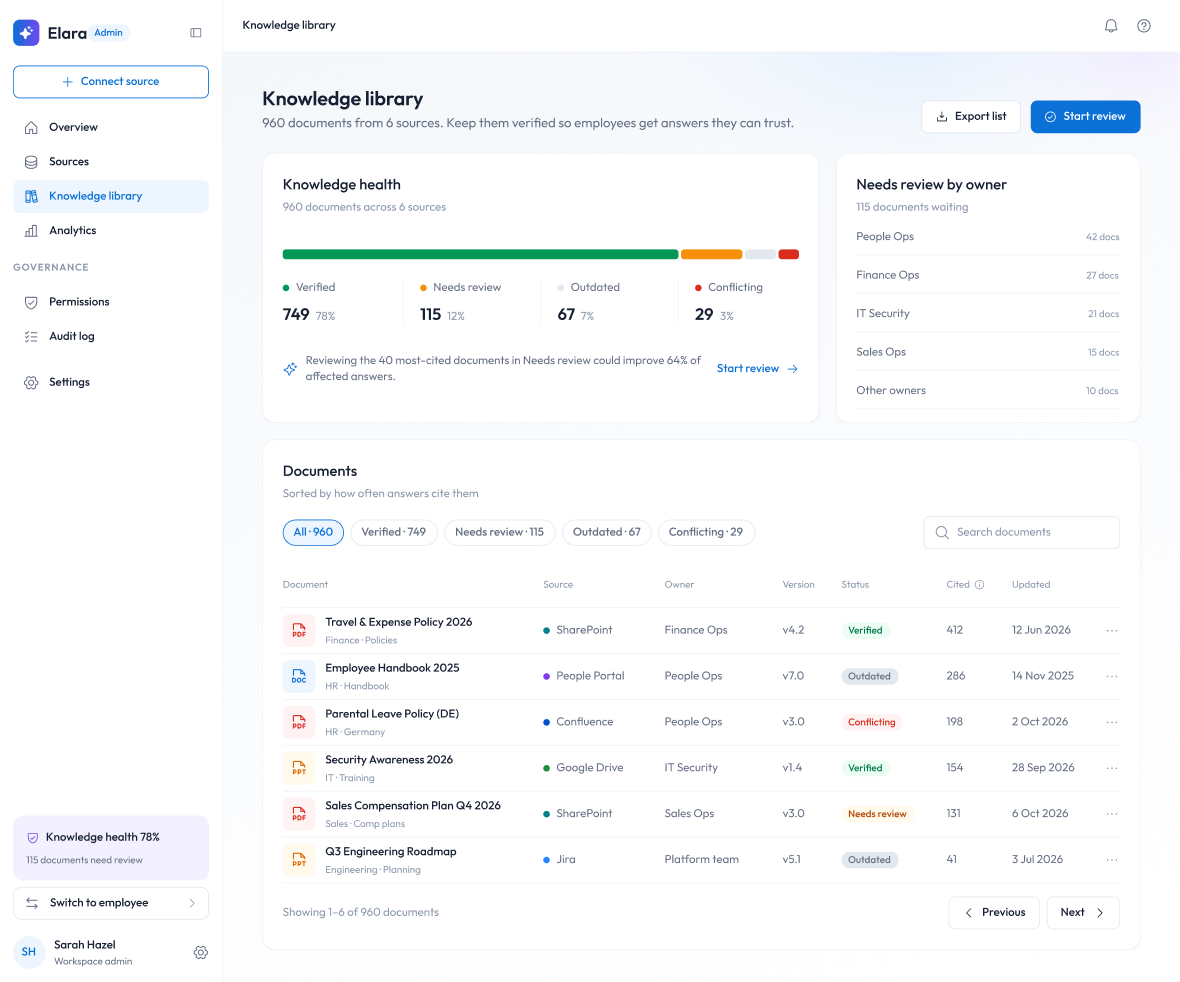 Elara Admin
Connect source
Overview
Sources
Knowledge library
Analytics
GOVERNANCE
Permissions
Audit log
Settings
Knowledge health 78%
115 documents need review
Switch to employee
SH
Sarah Hazel
Workspace admin
Knowledge library
Knowledge library
960 documents from 6 sources. Keep them verified so employees get answers they can trust.
Export list
Start review
Knowledge health
960 documents across 6 sources
Verified
749 78%
Needs review
115 12%
Outdated
67 7%
Conflicting
29 3%
Reviewing the 40 most-cited documents in Needs review could improve 64% of
affected answers.
Start review
Needs review by owner
115 documents waiting
People Ops 42 docs
Finance Ops 27 docs
IT Security 21 docs
Sales Ops 15 docs
Other owners 10 docs
Documents
Sorted by how often answers cite them
All · 960 Verified · 749 Needs review · 115 Outdated · 67 Conflicting · 29
Search documents
Document Source Owner Version Status Cited Updated
PDF Travel & Expense Policy 2026 SharePoint Finance Ops v4.2 Verified 412 12 Jun 2026
Finance · Policies
DOC Employee Handbook 2025 People Portal People Ops v7.0 Outdated 286 14 Nov 2025
HR · Handbook
PDF Parental Leave Policy (DE) Confluence People Ops v3.0 Conflicting 198 2 Oct 2026
HR · Germany
PPT Security Awareness 2026 Google Drive IT Security v1.4 Verified 154 28 Sep 2026
IT · Training
PDF Sales Compensation Plan Q4 2026 SharePoint Sales Ops v3.0 Needs review 131 6 Oct 2026
Sales · Comp plans
PPT Q3 Engineering Roadmap Jira Platform team v5.1 Outdated 41 3 Jul 2026
Engineering · Planning
Showing 1–6 of 960 documents
Previous
Next